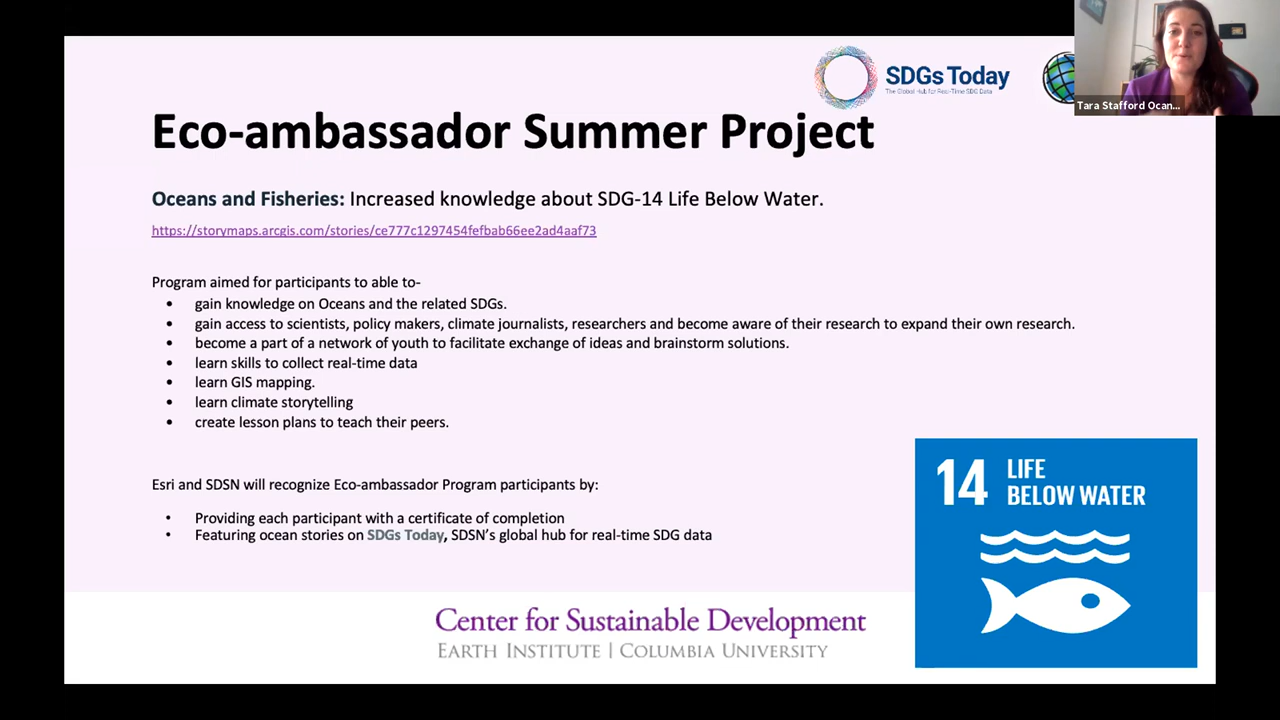 SDGs Today
The Global Hub for Real-Time SDG Data
Tara Stafford Ocan...
Eco-ambassador Summer Project
Oceans and Fisheries: Increased knowledge about SDG-14 Life Below Water.
https://storymaps.arcgis.com/stories/ce777c1297454fefbab66ee2ad4aaf73
Program aimed for participants to able to-
• gain knowledge on Oceans and the related SDGs.
• gain access to scientists, policy makers, climate journalists, researchers and become aware of their research to expand their own research.
• become a part of a network of youth to facilitate exchange of ideas and brainstorm solutions.
• learn skills to collect real-time data
• learn GIS mapping.
• learn climate storytelling
• create lesson plans to teach their peers.
Esri and SDSN will recognize Eco-ambassador Program participants by:
• Providing each participant with a certificate of completion
• Featuring ocean stories on SDGs Today, SDSN's global hub for real-time SDG data
14 LIFE
BELOW WATER
Center for Sustainable Development
EARTH INSTITUTE | COLUMBIA UNIVERSITY